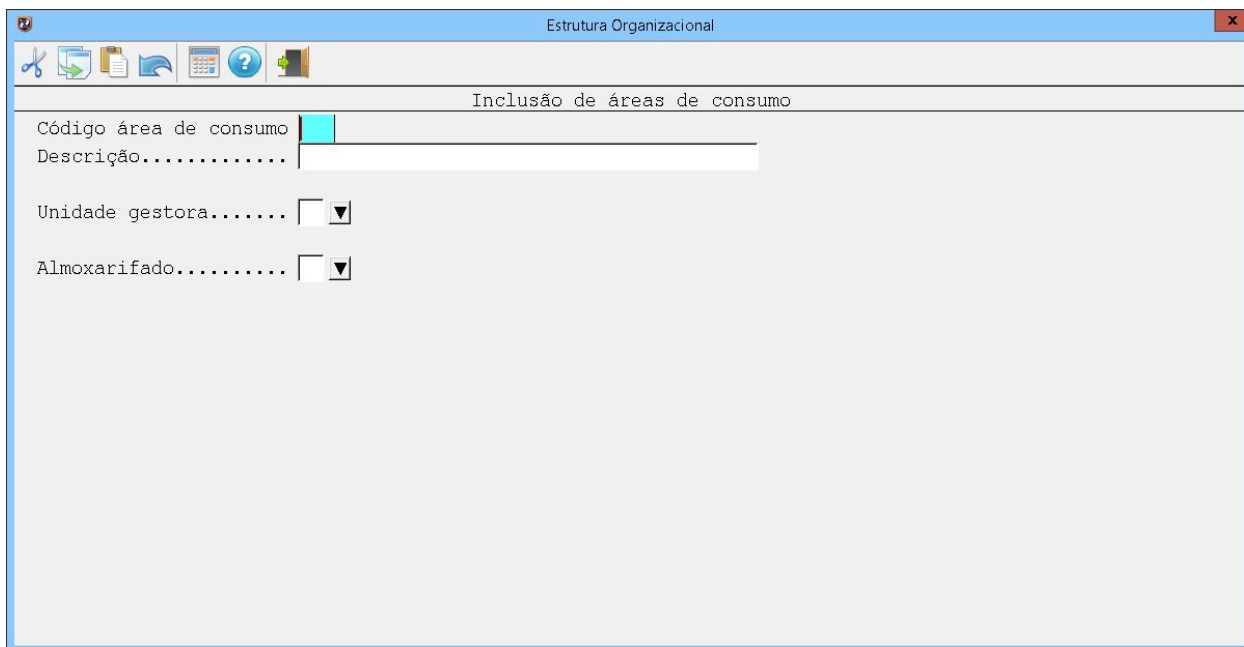 Estrutura Organizacional
x
?
Inclusão de áreas de consumo
Código área de consumo
Descrição.............
Unidade gestora.......
Almoxarifado..........